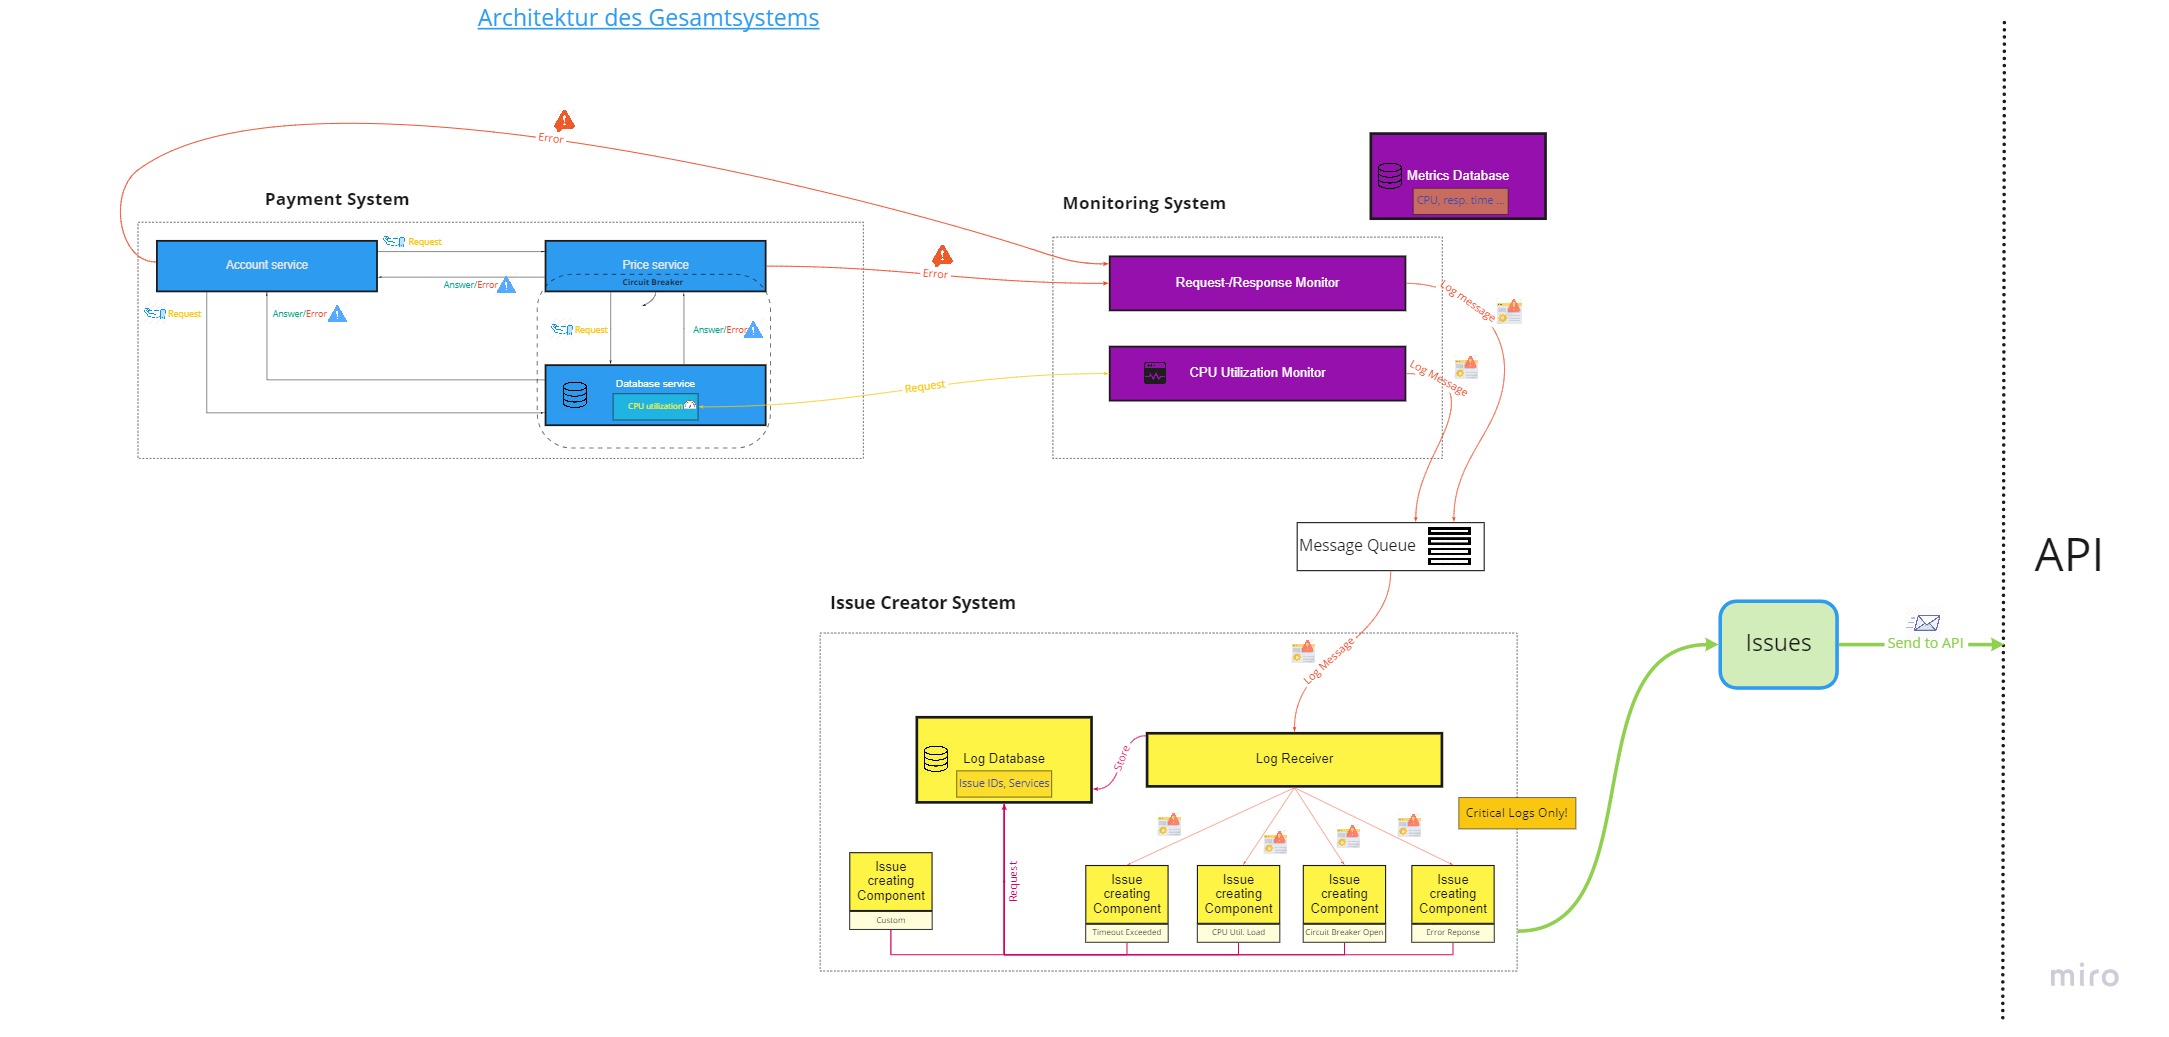 Architektur des Gesamtsystems
Error
Payment System
Monitoring System
Metrics Database
CPU, resp. time ...
Account service
Request
Answer/Error
Price service
Circuit Breaker
Error
Request-/Response Monitor
Log message
Request
Answer/Error
Request
Answer/Error
Database service
CPU utilization
Request
CPU Utilization Monitor
Log Message
Message Queue
API
Issue Creator System
Log Message
Issues
Send to API
Log Database
Issue IDs, Services
Store
Log Receiver
Critical Logs Only!
Request
Issue
creating
Component
Custom
Issue
creating
Component
Timeout Exceeded
Issue
creating
Component
CPU Util. Load
Issue
creating
Component
Circuit Breaker Open
Issue
creating
Component
Error Reponse
miro